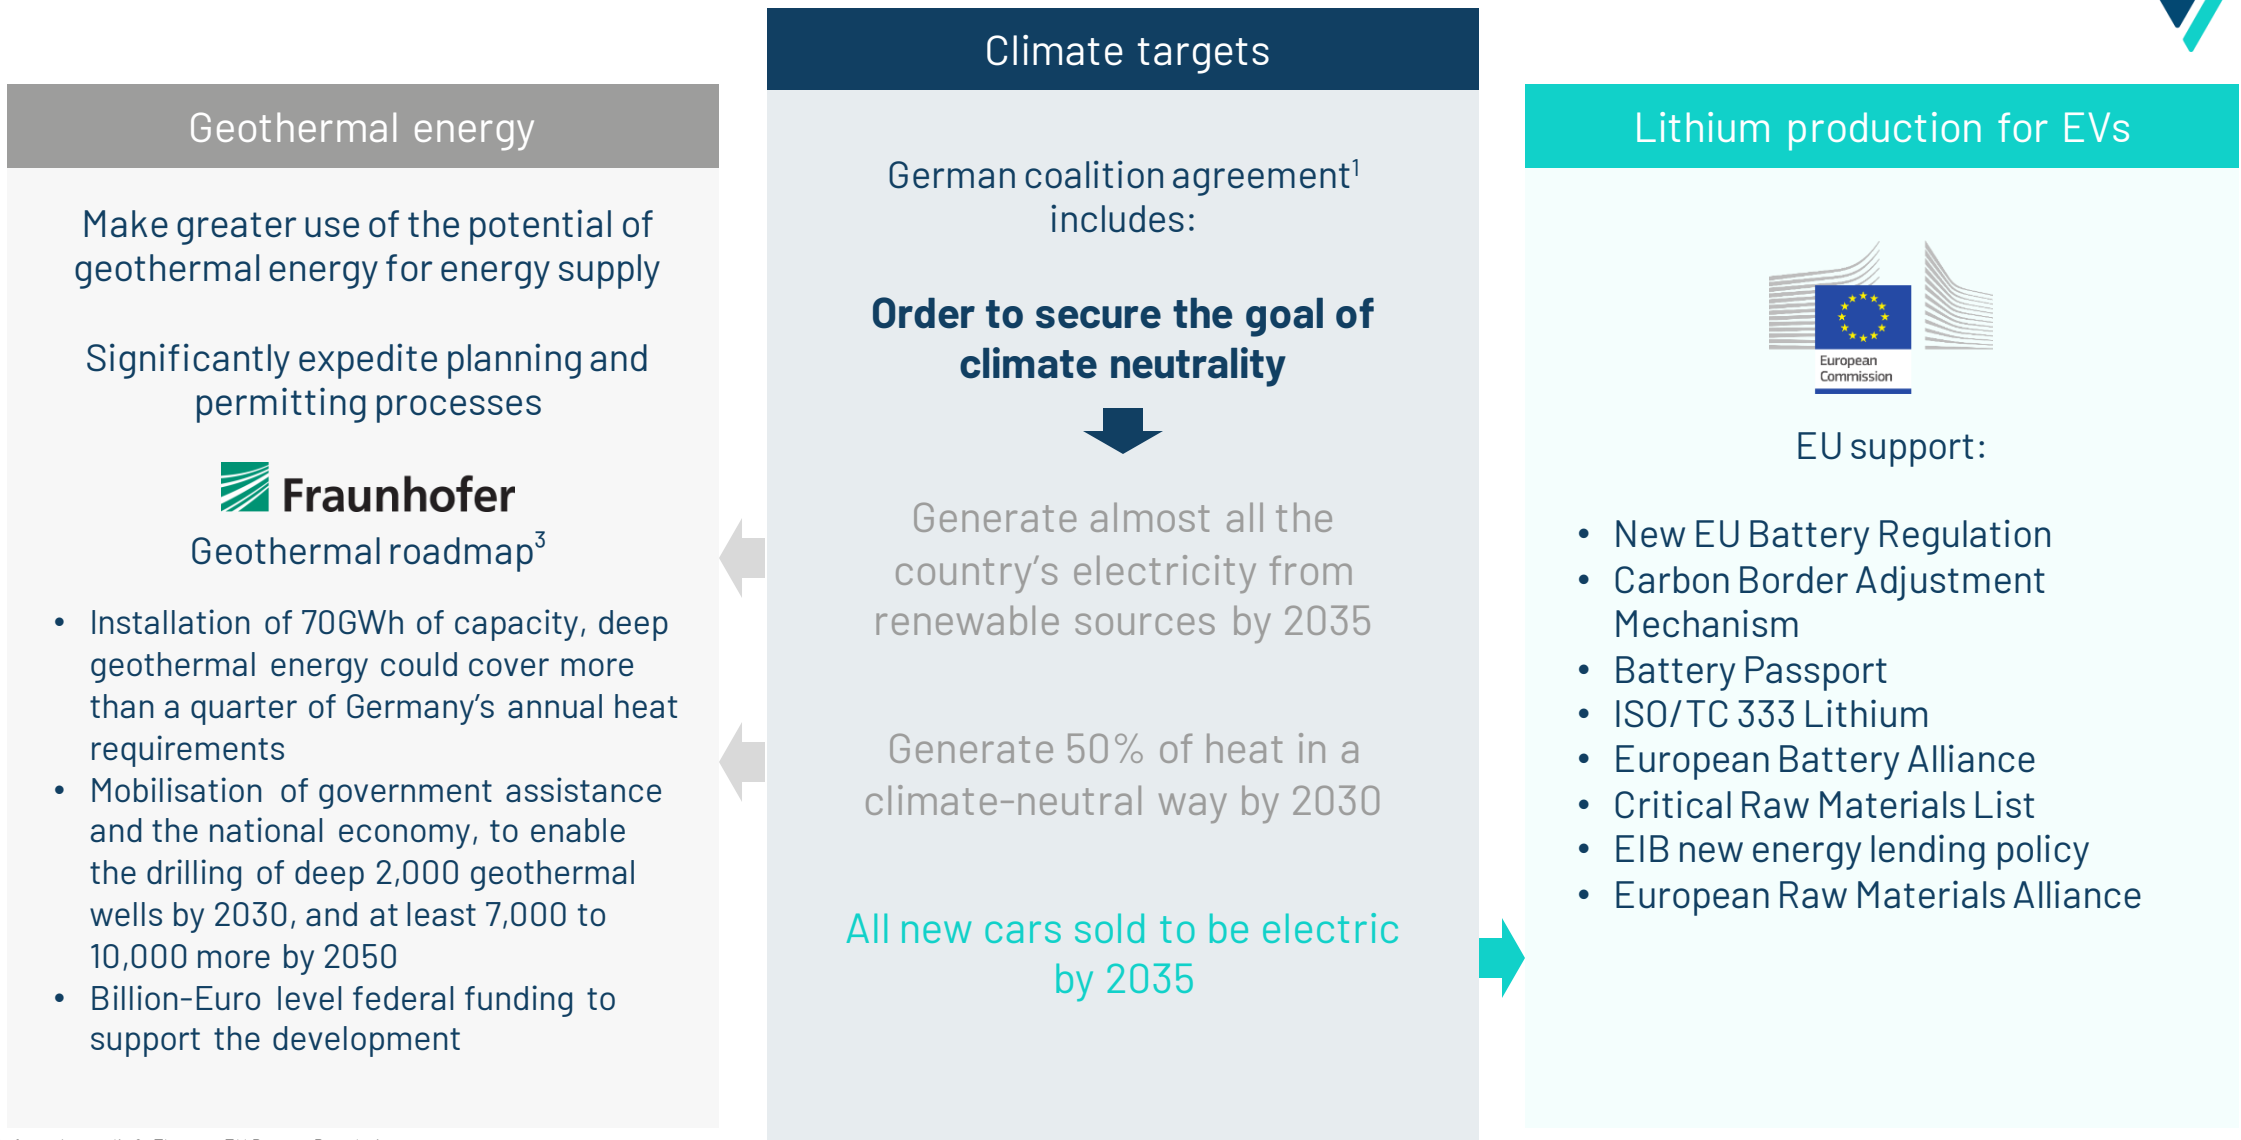 Climate targets
Geothermal energy
Make greater use of the potential of
geothermal energy for energy supply
Significantly expedite planning and
permitting processes
Fraunhofer
Geothermal roadmap3
• Installation of 70GWh of capacity, deep
geothermal energy could cover more
than a quarter of Germany's annual heat
requirements
• Mobilisation of government assistance
and the national economy, to enable
the drilling of deep 2,000 geothermal
wells by 2030, and at least 7,000 to
10,000 more by 2050
• Billion-Euro level federal funding to
support the development
German coalition agreement1
includes:
Order to secure the goal of
climate neutrality
Generate almost all the
country's electricity from
renewable sources by 2035
Generate 50% of heat in a
climate-neutral way by 2030
All new cars sold to be electric
by 2035
Lithium production for EVs
European
Commission
EU support:
• New EU Battery Regulation
• Carbon Border Adjustment
Mechanism
• Battery Passport
• ISO/TC 333 Lithium
• European Battery Alliance
• Critical Raw Materials List
• EIB new energy lending policy
• European Raw Materials Alliance